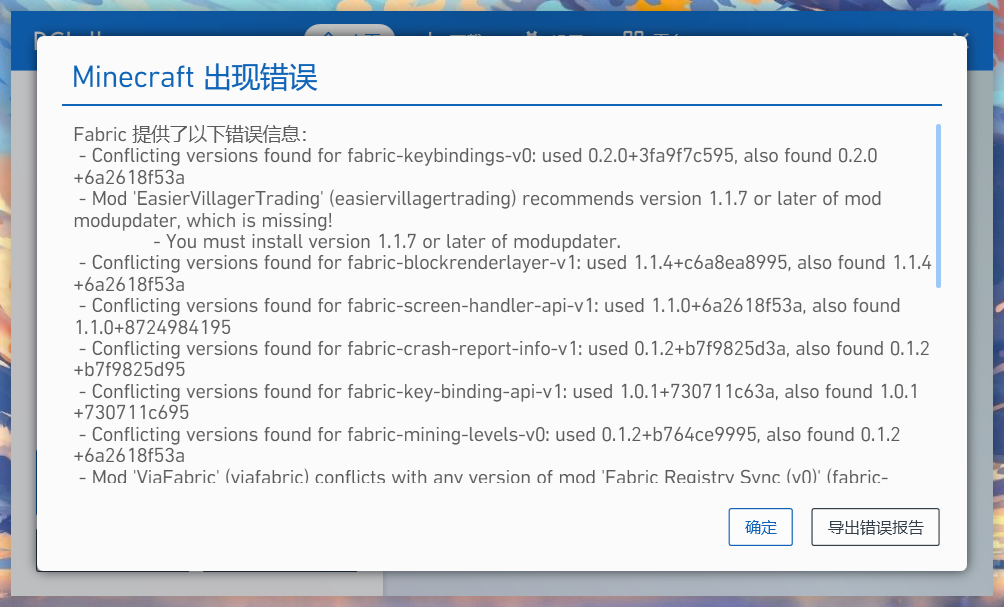 Minecraft 出现错误
Fabric 提供了以下错误信息:
- Conflicting versions found for fabric-keybindings-v0: used 0.2.0+3fa9f7c595, also found 0.2.0
+6a2618f53a
- Mod 'EasierVillagerTrading' (easiervillagertrading) recommends version 1.1.7 or later of mod
modupdater, which is missing!
- You must install version 1.1.7 or later of modupdater.
- Conflicting versions found for fabric-blockrenderlayer-v1: used 1.1.4+c6a8ea8995, also found 1.1.4
+6a2618f53a
- Conflicting versions found for fabric-screen-handler-api-v1: used 1.1.0+6a2618f53a, also found
1.1.0+8724984195
- Conflicting versions found for fabric-crash-report-info-v1: used 0.1.2+b7f9825d3a, also found 0.1.2
+b7f9825d95
- Conflicting versions found for fabric-key-binding-api-v1: used 1.0.1+730711c63a, also found 1.0.1
+730711c695
- Conflicting versions found for fabric-mining-levels-v0: used 0.1.2+b764ce9995, also found 0.1.2
+6a2618f53a
- Mod 'ViaFabric' (viafabric) conflicts with any version of mod 'Fabric Registry Sync (v0)' (fabric-
确定
导出错误报告